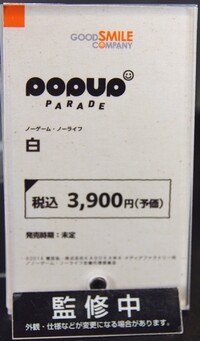 GOOD SMILE
COMPANY
POPUP
PARADE
ノーゲーム・ノーライフ
白
税込 3,900円(予価)
発売時期:未定
監修中
外観・仕様などが変更になる場合があります。